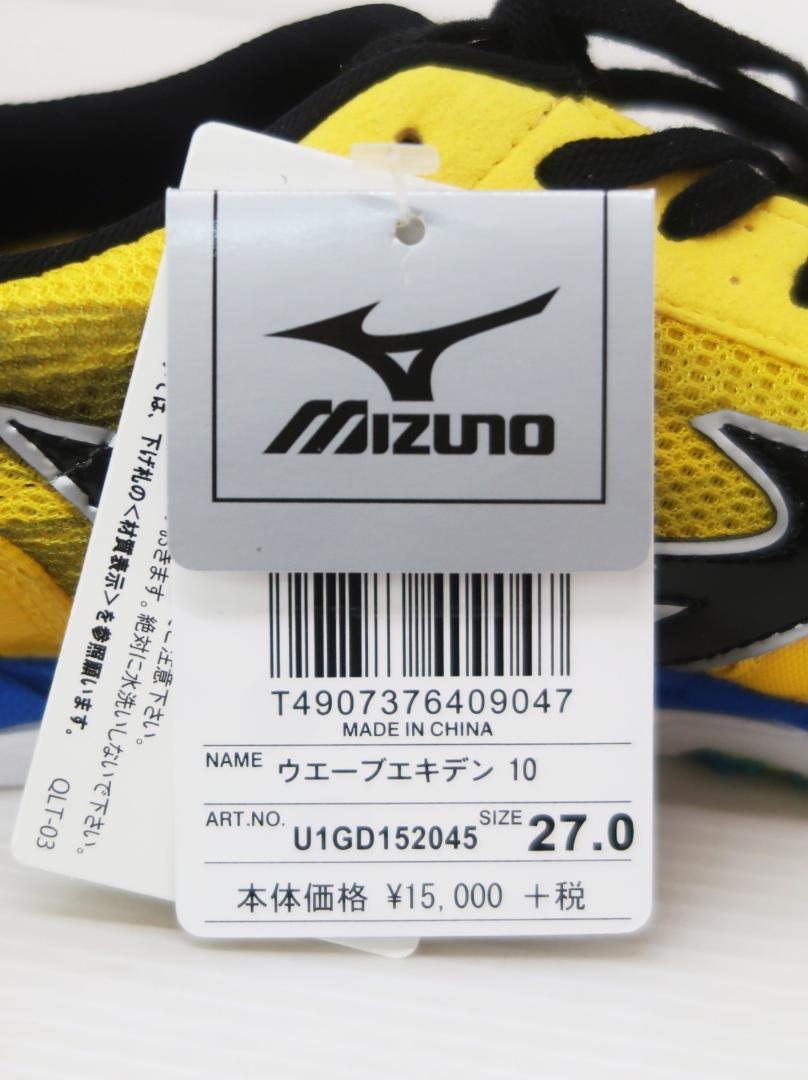 MIZUNO
T4907376409047
MADE IN CHINA
NAME ウエーブエキデン 10
ART.NO. U1GD152045 SIZE 27.0
本体価格 ¥15,000 +税
は、下げ札の<材質表示>を参照願います。
おきます。絶対に水洗いしないで下さい。
ご注意下さい。
QLT-03